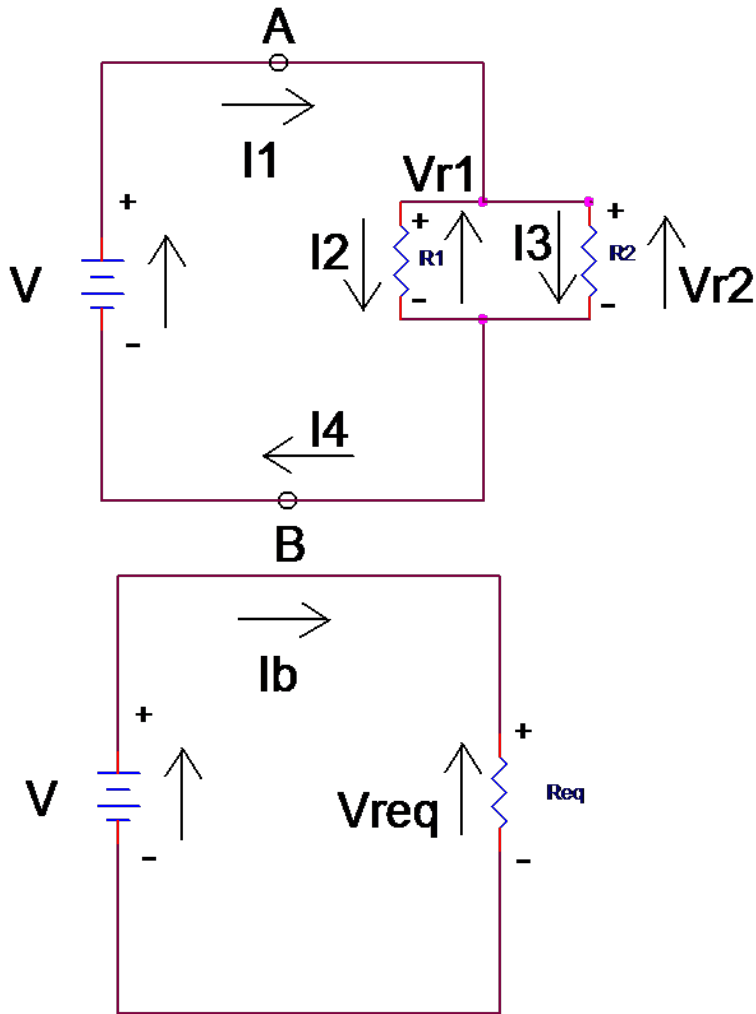 A
I1
Vr1
+
+
+
I2
R1
I3
R2
V
Vr2
-
-
-
I4
B
Ib
+
+
V
Vreq
Req
-
-